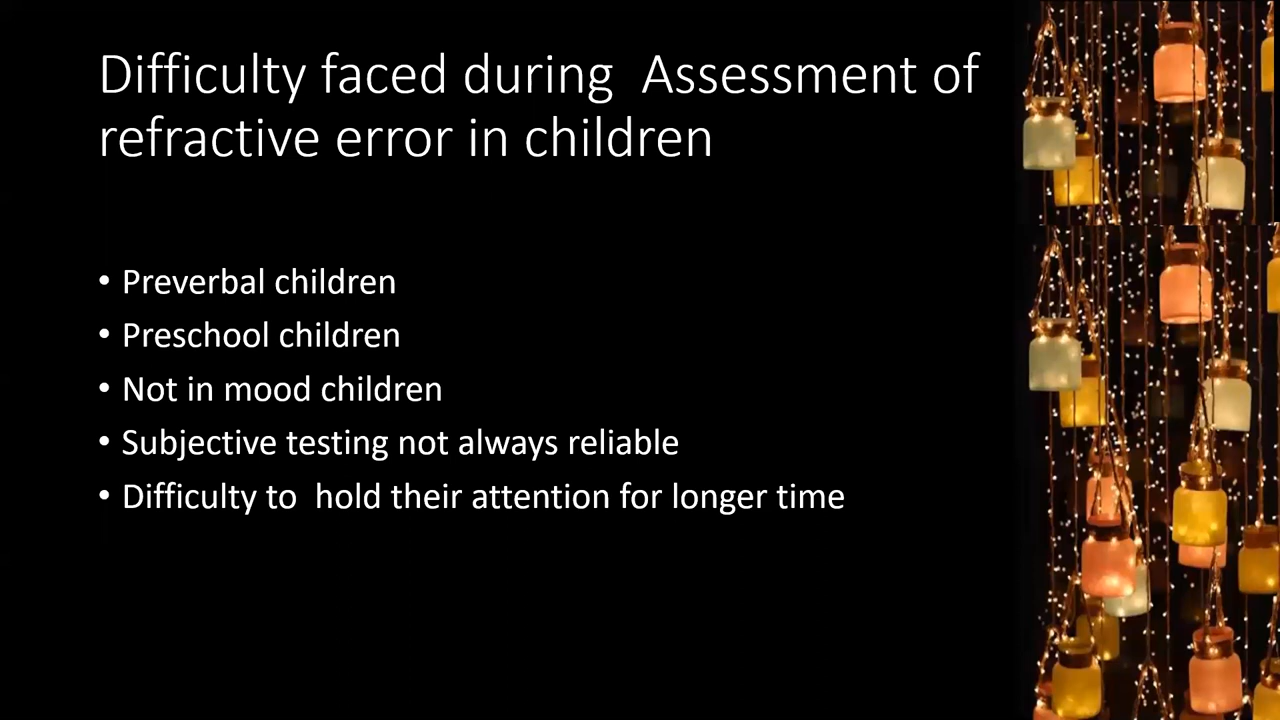 Difficulty faced during  Assessment of
refractive error in children
• Preverbal children
• Preschool children
• Not in mood children
• Subjective testing not always reliable
• Difficulty to  hold their attention for longer time